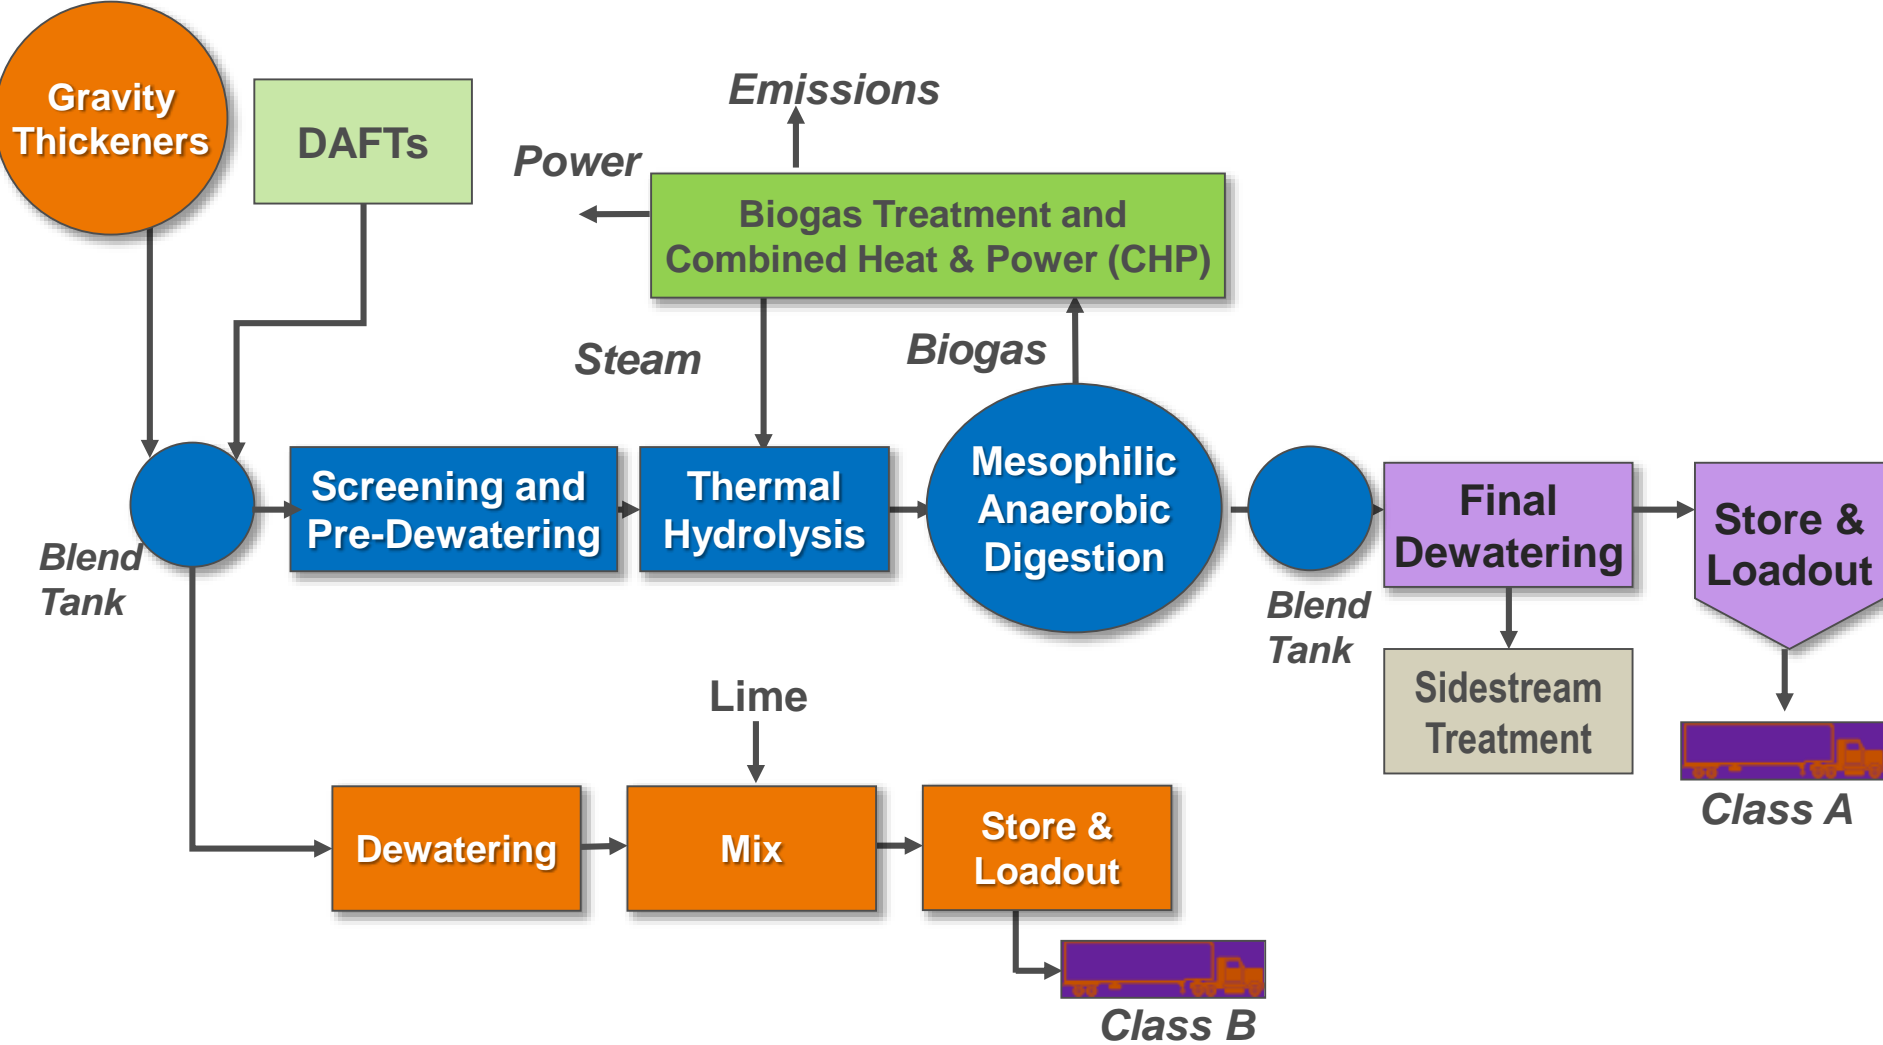 Gravity
Thickeners
DAFTs
Emissions
Power
Biogas Treatment and
Combined Heat & Power (CHP)
Steam
Biogas
Blend
Tank
Screening and
Pre-Dewatering
Thermal
Hydrolysis
Mesophilic
Anaerobic
Digestion
Blend
Tank
Final
Dewatering
Store &
Loadout
Sidestream
Treatment
Class A
Lime
Dewatering
Mix
Store &
Loadout
Class B